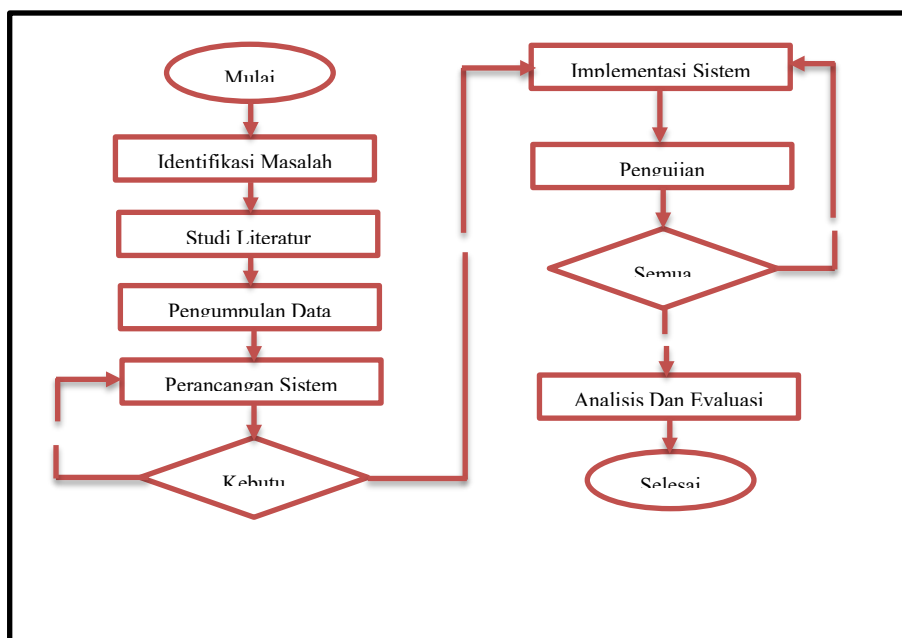 Mulai
Identifikasi Masalah
Studi Literatur
Pengumpulan Data
Perancangan Sistem
Kebutu
Implementasi Sistem
Pengujian
Semua
Analisis Dan Evaluasi
Selesai